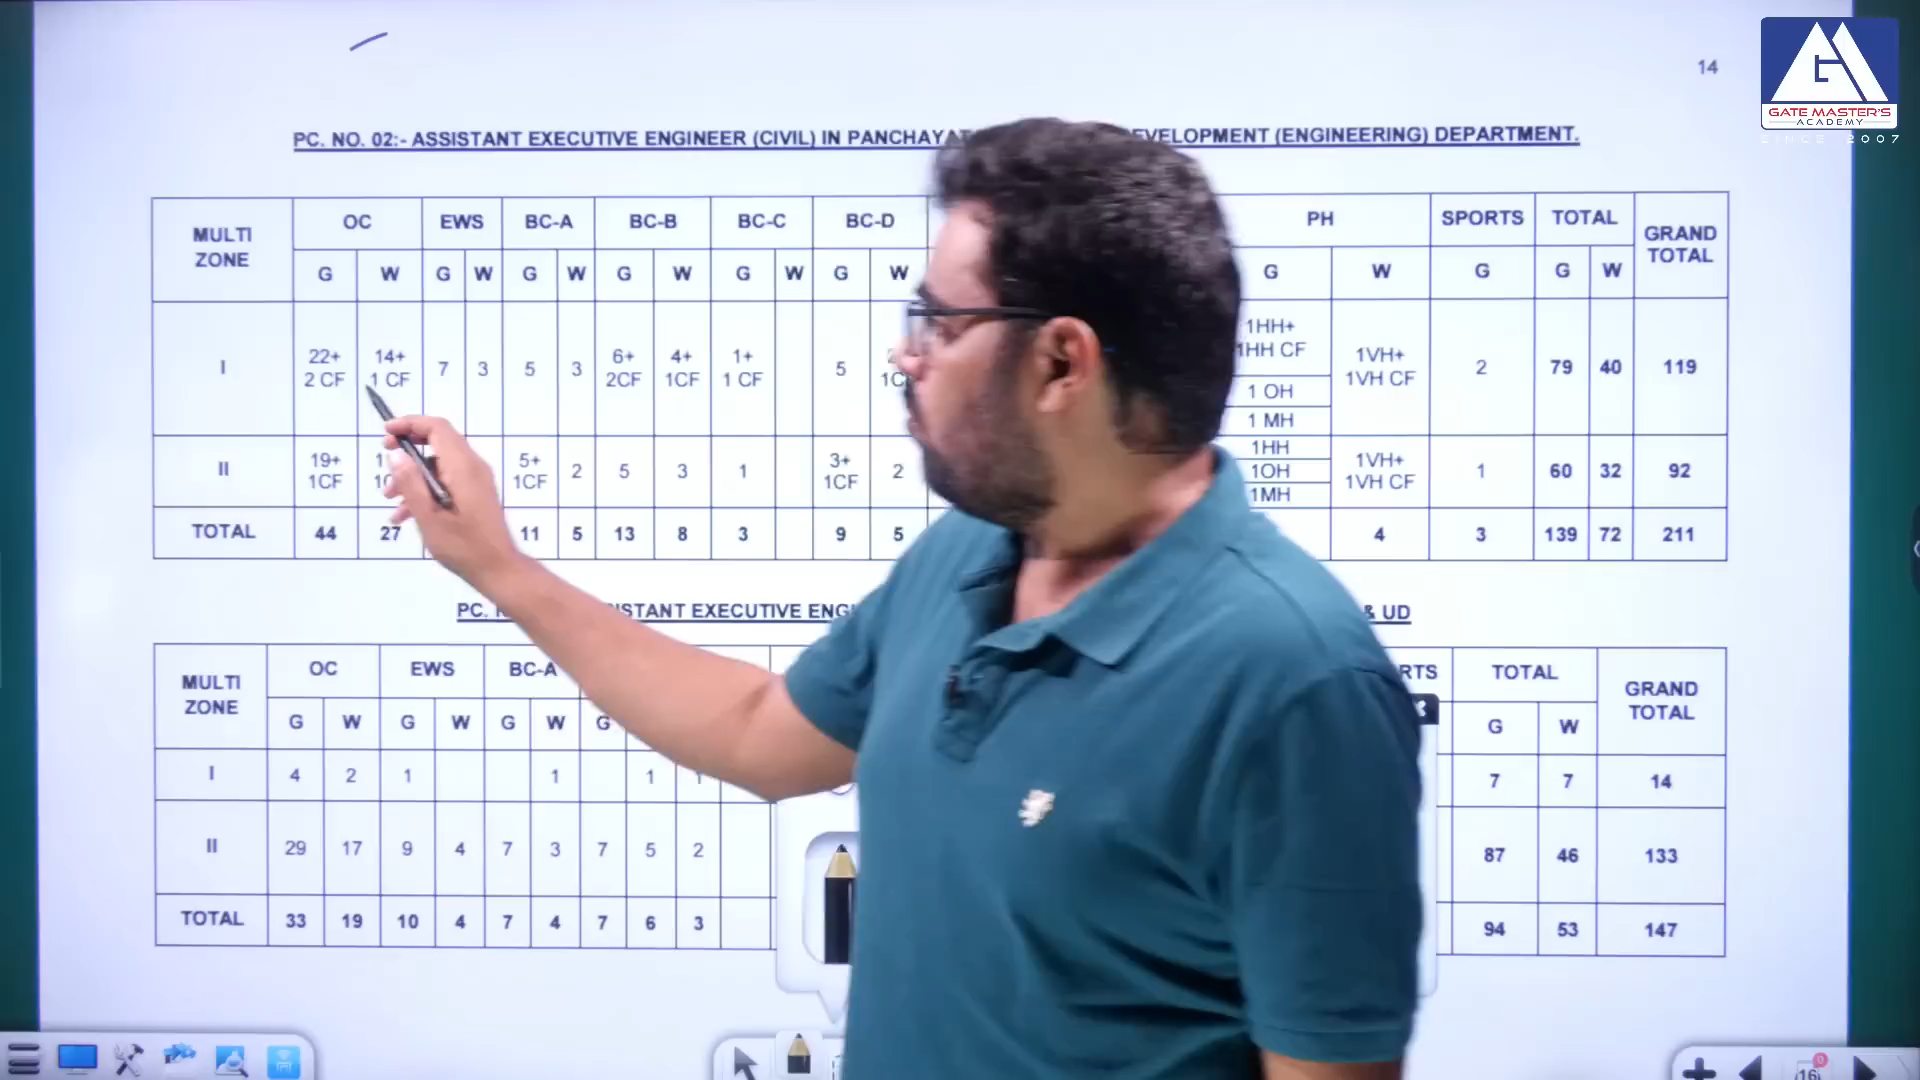 14
GATE MASTER'S
ACADEMY
SINCE 2007
PC. NO. 02:- ASSISTANT EXECUTIVE ENGINEER (CIVIL) IN EVELOPMENT (ENGINEERING) DEPARTMENT.
MULTI ZONE OC EWS BC-A BC-B BC-C BC-D PH SPORTS TOTAL GRAND TOTAL
G W G W G W G W G W G W G W G G W
I 22+ 2 CF 14+ 1 CF 7 3 5 3 6+ 2CF 4+ 1CF 1+ 1 CF 5 1HH+ 1HH CF 1 OH 1 MH 1VH+ 1VH CF 2 79 40 119
II 19+ 1CF 5+ 1CF 2 5 3 1 3+ 1CF 2 1HH 1OH 1MH 1VH+ 1VH CF 1 60 32 92
TOTAL 44 27 11 5 13 8 3 9 5 4 3 139 72 211
PC. STANT EXECUTIVE & UD
MULTI ZONE OC EWS BC-A RTS TOTAL GRAND TOTAL
G W G W G W G G W
I 4 2 1 1 1 1 7 7 14
II 29 17 9 4 7 3 7 5 2 87 46 133
TOTAL 33 19 10 4 7 4 7 6 3 94 53 147
16
0